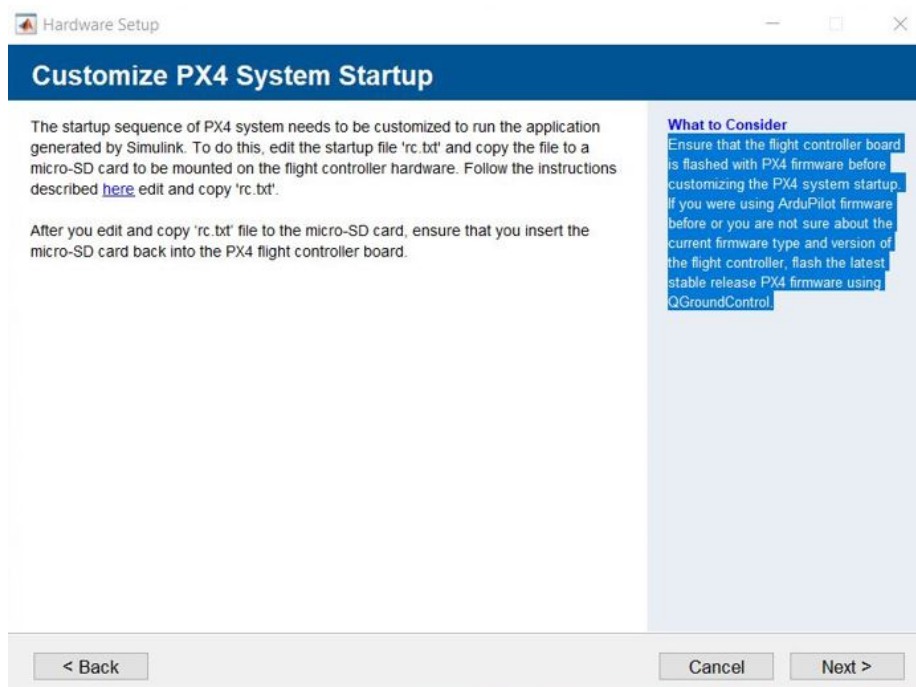 Hardware Setup
Customize PX4 System Startup
The startup sequence of PX4 system needs to be customized to run the application
generated by Simulink. To do this, edit the startup file 'rc.txt' and copy the file to a
micro-SD card to be mounted on the flight controller hardware. Follow the instructions
described here edit and copy 'rc.txt'.
After you edit and copy 'rc.txt' file to the micro-SD card, ensure that you insert the
micro-SD card back into the PX4 flight controller board.
What to Consider
Ensure that the flight controller board
is flashed with PX4 firmware before
customizing the PX4 system startup.
If you were using ArduPilot firmware
before or you are not sure about the
current firmware type and version of
the flight controller, flash the latest
stable release PX4 firmware using
QGroundControl.
< Back
Cancel
Next >